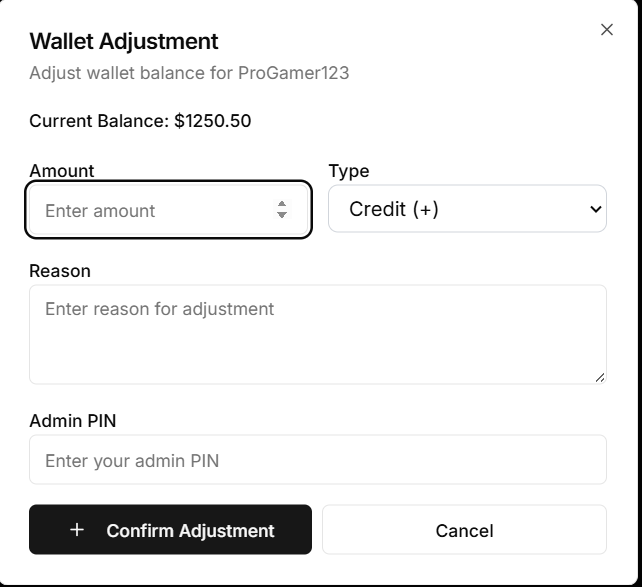 Wallet Adjustment
Adjust wallet balance for ProGamer123
Current Balance: $1250.50
Amount Type
Enter amount Credit (+)
Reason
Enter reason for adjustment
Admin PIN
Enter your admin PIN
+ Confirm Adjustment Cancel